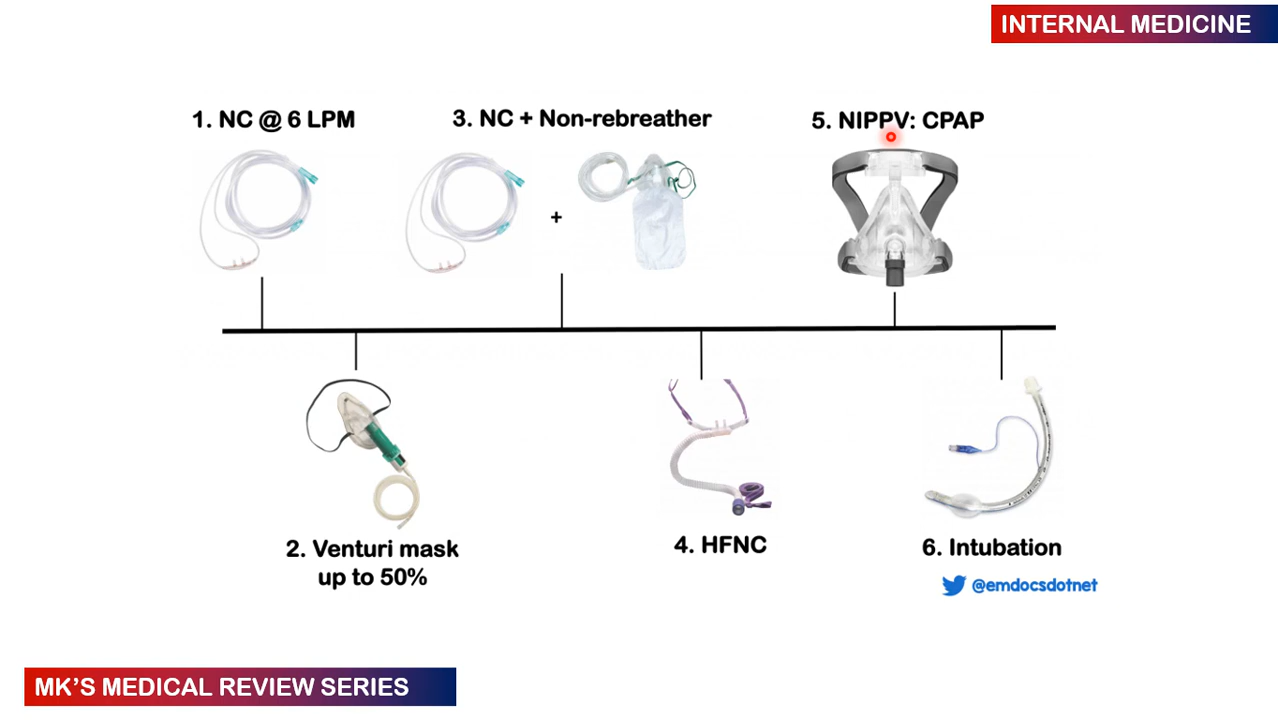 INTERNAL MEDICINE
1. NC @ 6 LPM
3. NC + Non-rebreather
5. NIPPV: CPAP
+
2. Venturi mask
up to 50%
4. HFNC
6. Intubation
@emdocsdotnet
MK'S MEDICAL REVIEW SERIES